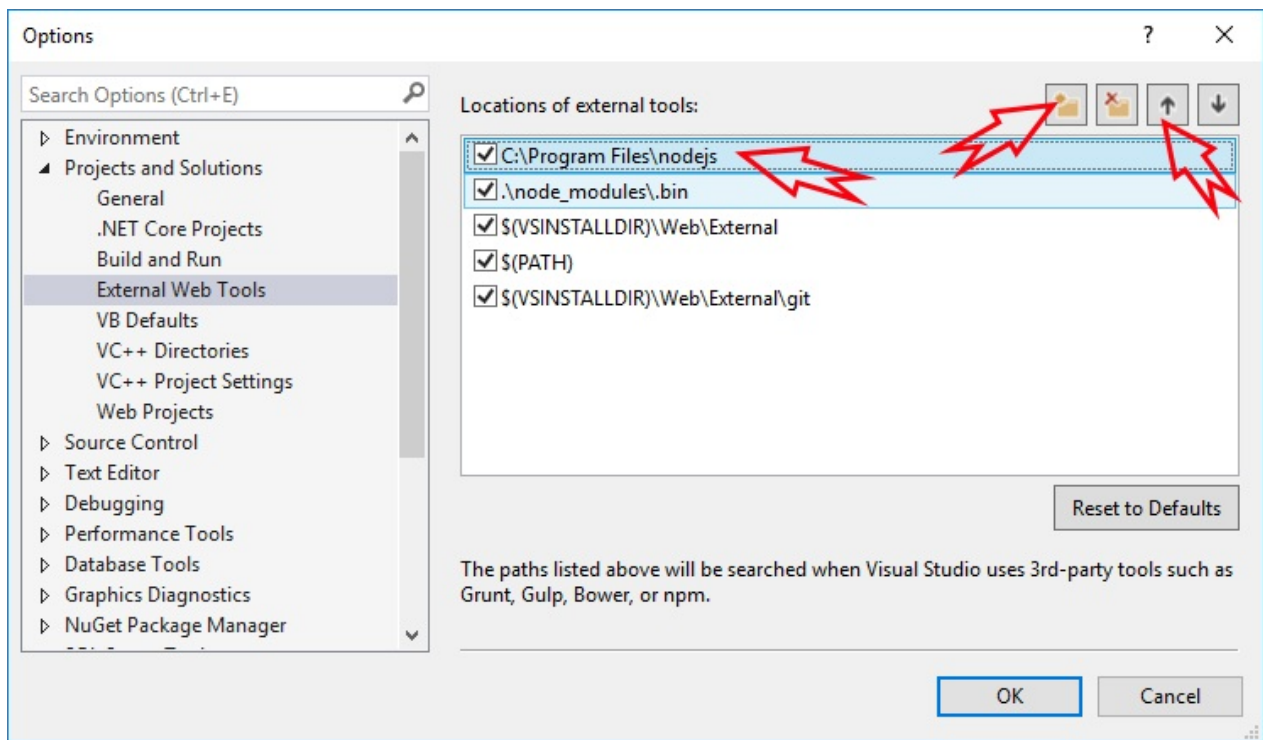 Options
Search Options (Ctrl+E)
Environment
Projects and Solutions
General
.NET Core Projects
Build and Run
External Web Tools
VB Defaults
VC++ Directories
VC++ Project Settings
Web Projects
Source Control
Text Editor
Debugging
Performance Tools
Database Tools
Graphics Diagnostics
NuGet Package Manager
Locations of external tools:
C:\Program Files\nodejs
.\node_modules\.bin
$(VSINSTALLDIR)\Web\External
$(PATH)
$(VSINSTALLDIR)\Web\External\git
Reset to Defaults
The paths listed above will be searched when Visual Studio uses 3rd-party tools such as
Grunt, Gulp, Bower, or npm.
OK
Cancel